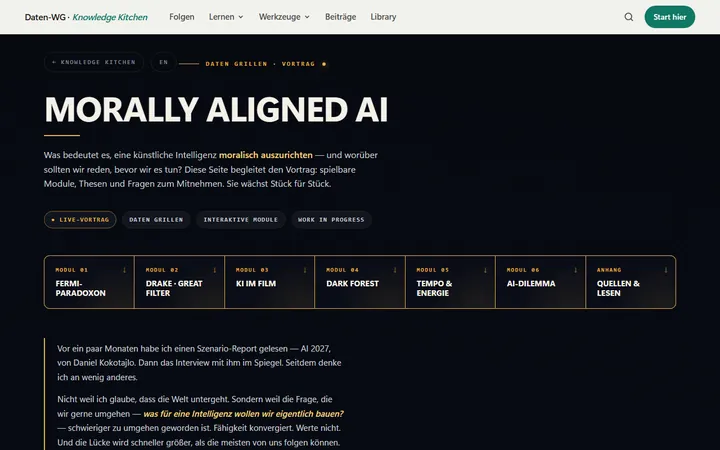 Daten-WG · Knowledge Kitchen Folgen Lernen Werkzeuge Beiträge Library Start hier
← KNOWLEDGE KITCHEN EN DATEN GRILLEN · VORTRAG
MORALLY ALIGNED AI
Was bedeutet es, eine künstliche Intelligenz moralisch auszurichten — und worüber
sollten wir reden, bevor wir es tun? Diese Seite begleitet den Vortrag: spielbare
Module, Thesen und Fragen zum Mitnehmen. Sie wächst Stück für Stück.
LIVE-VORTRAG DATEN GRILLEN INTERAKTIVE MODULE WORK IN PROGRESS
MODUL 01 ↓
FERMI-
PARADOXON
MODUL 02 ↓
DRAKE · GREAT
FILTER
MODUL 03 ↓
KI IM FILM
MODUL 04 ↓
DARK FOREST
MODUL 05 ↓
TEMPO &
ENERGIE
MODUL 06 ↓
AI-DILEMMA
ANHANG ↓
QUELLEN &
LESEN
Vor ein paar Monaten habe ich einen Szenario-Report gelesen — AI 2027,
von Daniel Kokotajlo. Dann das Interview mit ihm im Spiegel. Seitdem denke
ich an wenig anderes.
Nicht weil ich glaube, dass die Welt untergeht. Sondern weil die Frage, die
wir gerne umgehen — was für eine Intelligenz wollen wir eigentlich bauen?
— schwieriger zu umgehen geworden ist. Fähigkeit konvergiert. Werte nicht.
Und die Lücke wird schneller größer, als die meisten von uns folgen können.